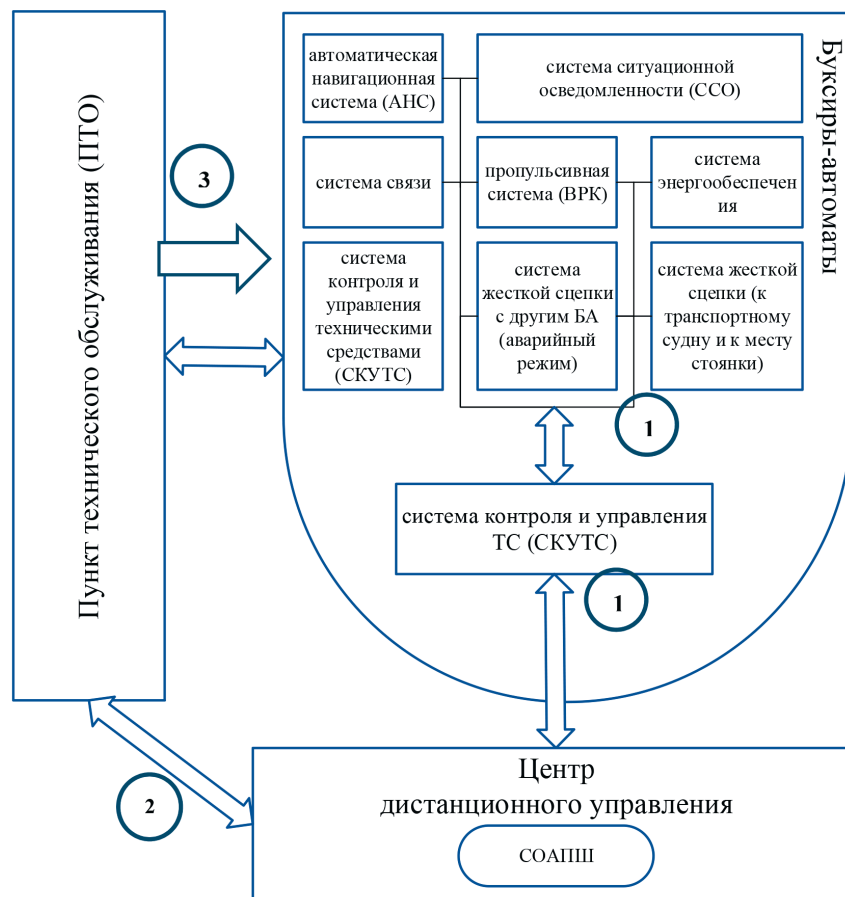 Пункт технического обслуживания (ПТО)
3
2
Буксиры-автоматы
автоматическая
навигационная
система (АНС)
система ситуационной
осведомленности (ССО)
система связи
пропульсивная
система (ВРК)
система
энергообеспечен
ия
система
контроля и
управления
техническими
средствами
(СКУТС)
система
жесткой сцепки
с другим БА
(аварийный
режим)
система жесткой
сцепки (к
транспортному
судну и к месту
стоянки)
1
система контроля и управления
ТС (СКУТС)
1
Центр
дистанционного управления
СОАПШ